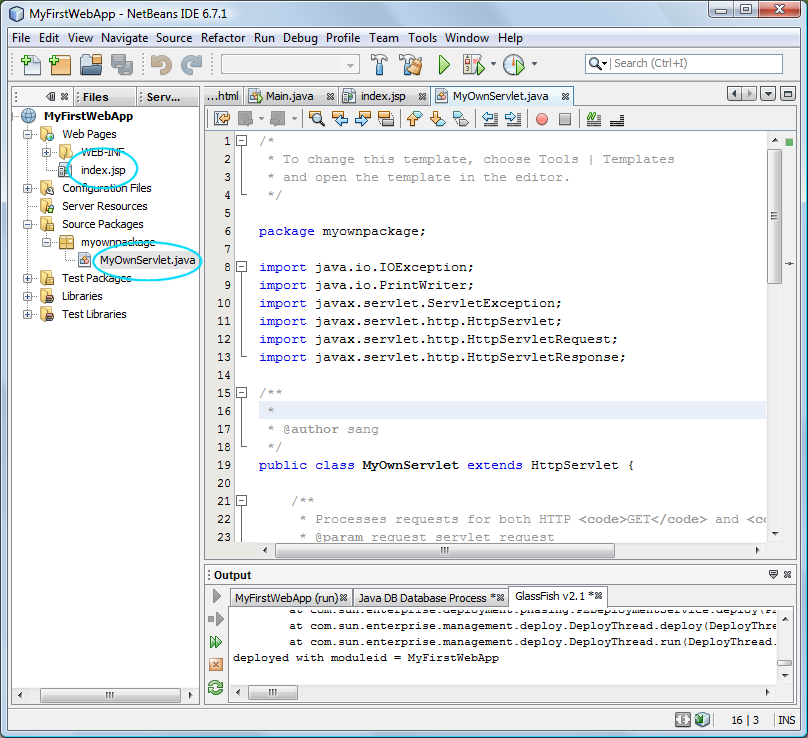 MyFirstWebApp - NetBeans IDE 6.7.1
File Edit View Navigate Source Refactor Run Debug Profile Team Tools Window Help
Search (Ctrl+I)
Files Serv...
MyFirstWebApp
Web Pages
WEB-INF
index.jsp
Configuration Files
Server Resources
Source Packages
myownpackage
MyOwnServlet.java
Test Packages
Libraries
Test Libraries
...html Main.java index.jsp MyOwnServlet.java
1 /*
2 * To change this template, choose Tools | Templates
3 * and open the template in the editor.
4 */
5
6 package myownpackage;
7
8 import java.io.IOException;
9 import java.io.PrintWriter;
10 import javax.servlet.ServletException;
11 import javax.servlet.http.HttpServlet;
12 import javax.servlet.http.HttpServletRequest;
13 import javax.servlet.http.HttpServletResponse;
14
15 /**
16 *
17 * @author sang
18 */
19 public class MyOwnServlet extends HttpServlet {
20
21 /**
22 * Processes requests for both HTTP <code>GET</code> and <co
23 * @param request servlet request
Output
MyFirstWebApp (run) Java DB Database Process * GlassFish v2.1 *
at com.sun.enterprise.deployment.phasing.PEDeploymentService.deploy(P
at com.sun.enterprise.management.deploy.DeployThread.deploy(DeployThre
at com.sun.enterprise.management.deploy.DeployThread.run(DeployThread.
deployed with moduleid = MyFirstWebApp
16 | 3 INS